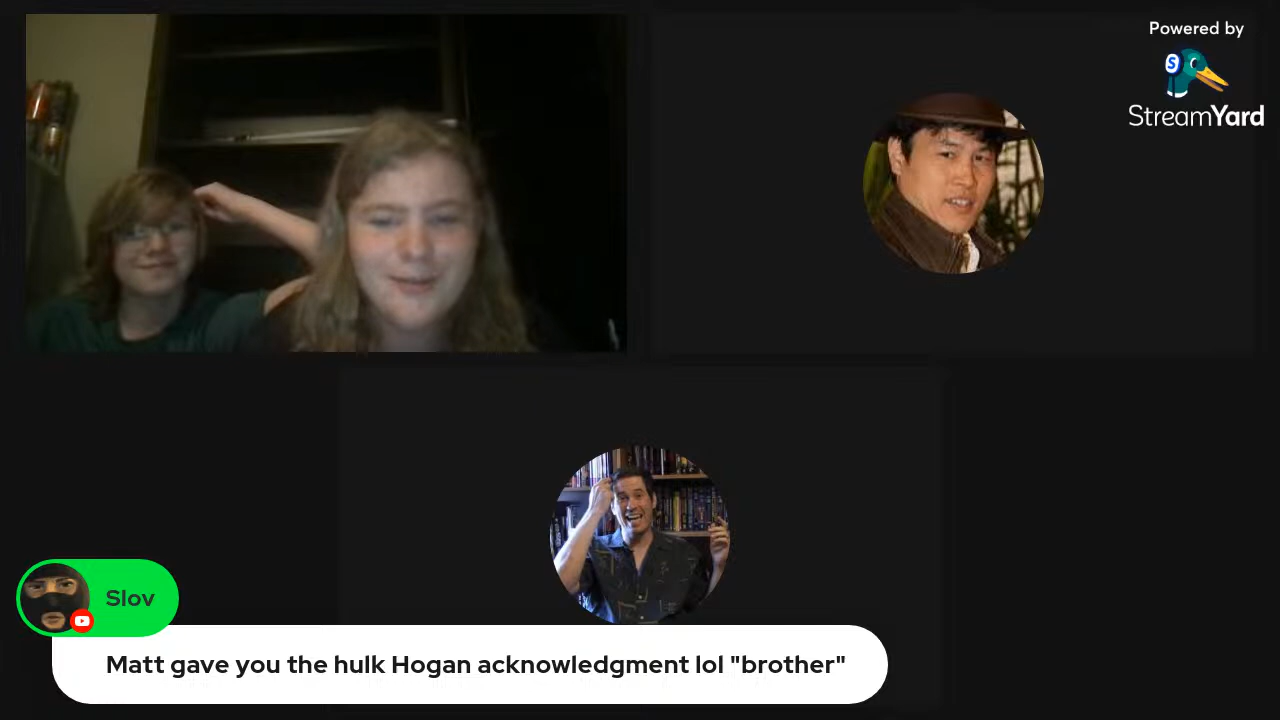 Powered by
StreamYard
Slov
Matt gave you the hulk Hogan acknowledgment lol "brother"